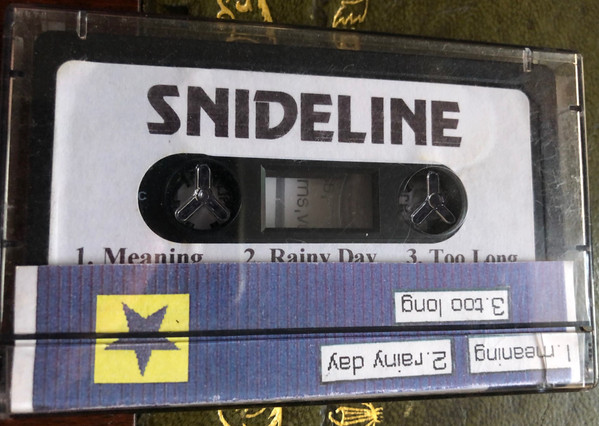 SNIDELINE
1. Meaning 2. Rainy Day 3. Too Long
1.meaning 2.rainy day
3.too long